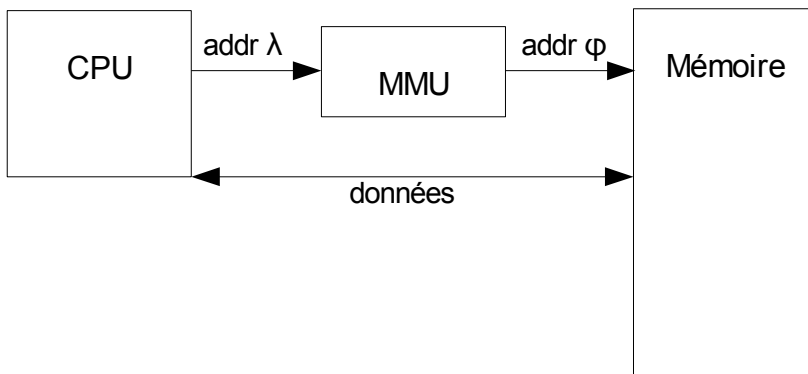 CPU
addr λ
MMU
addr φ
Mémoire
données